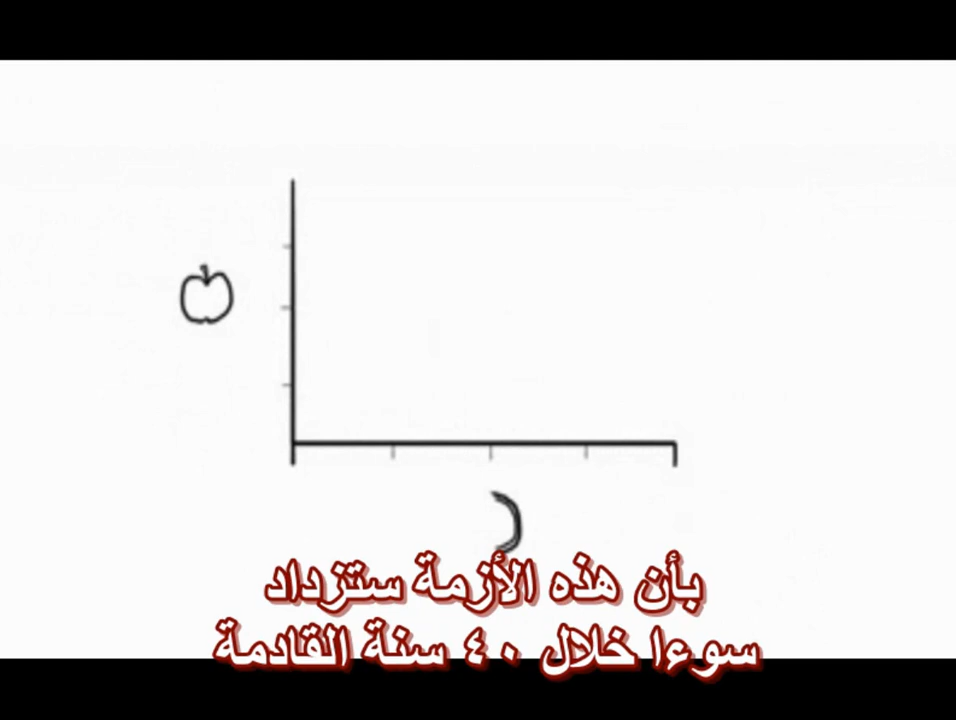 بأن هذه الأزمة ستزداد
سوءا خلال ٤٠ سنة القادمة